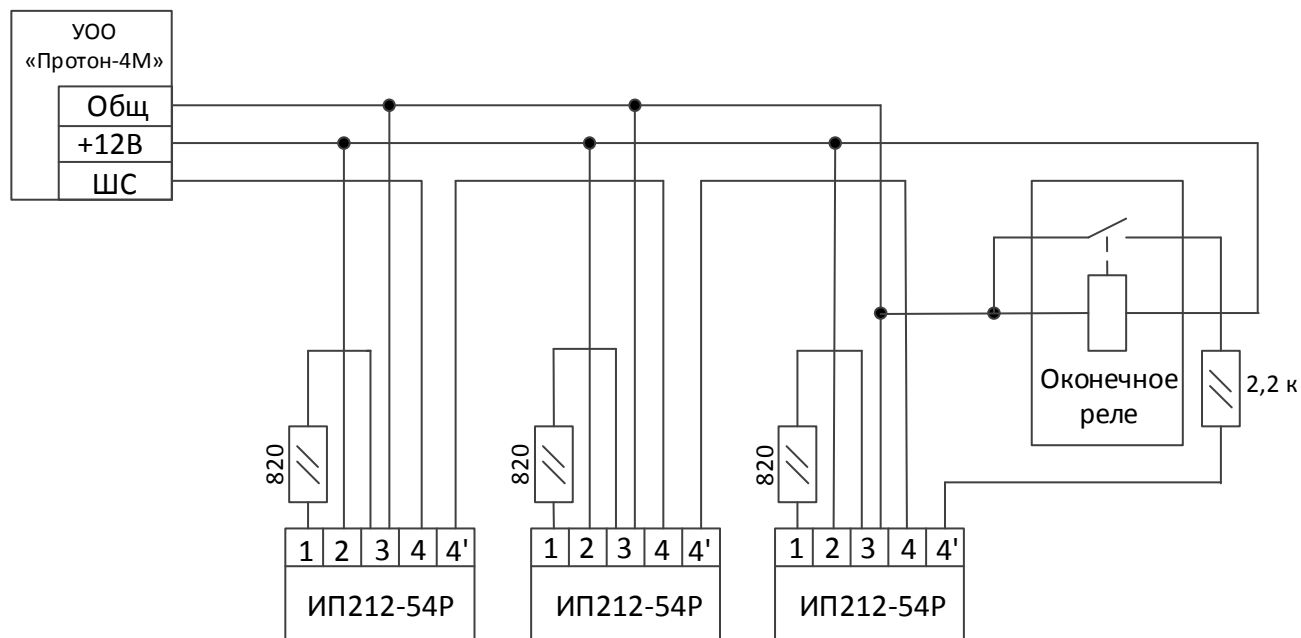 УОО
«Протон-4М»
Общ
+12В
ШС
Оконечное
реле
2,2 к
820
820
820
1 2 3 4 4'
1 2 3 4 4'
1 2 3 4 4'
ИП212-54Р
ИП212-54Р
ИП212-54Р